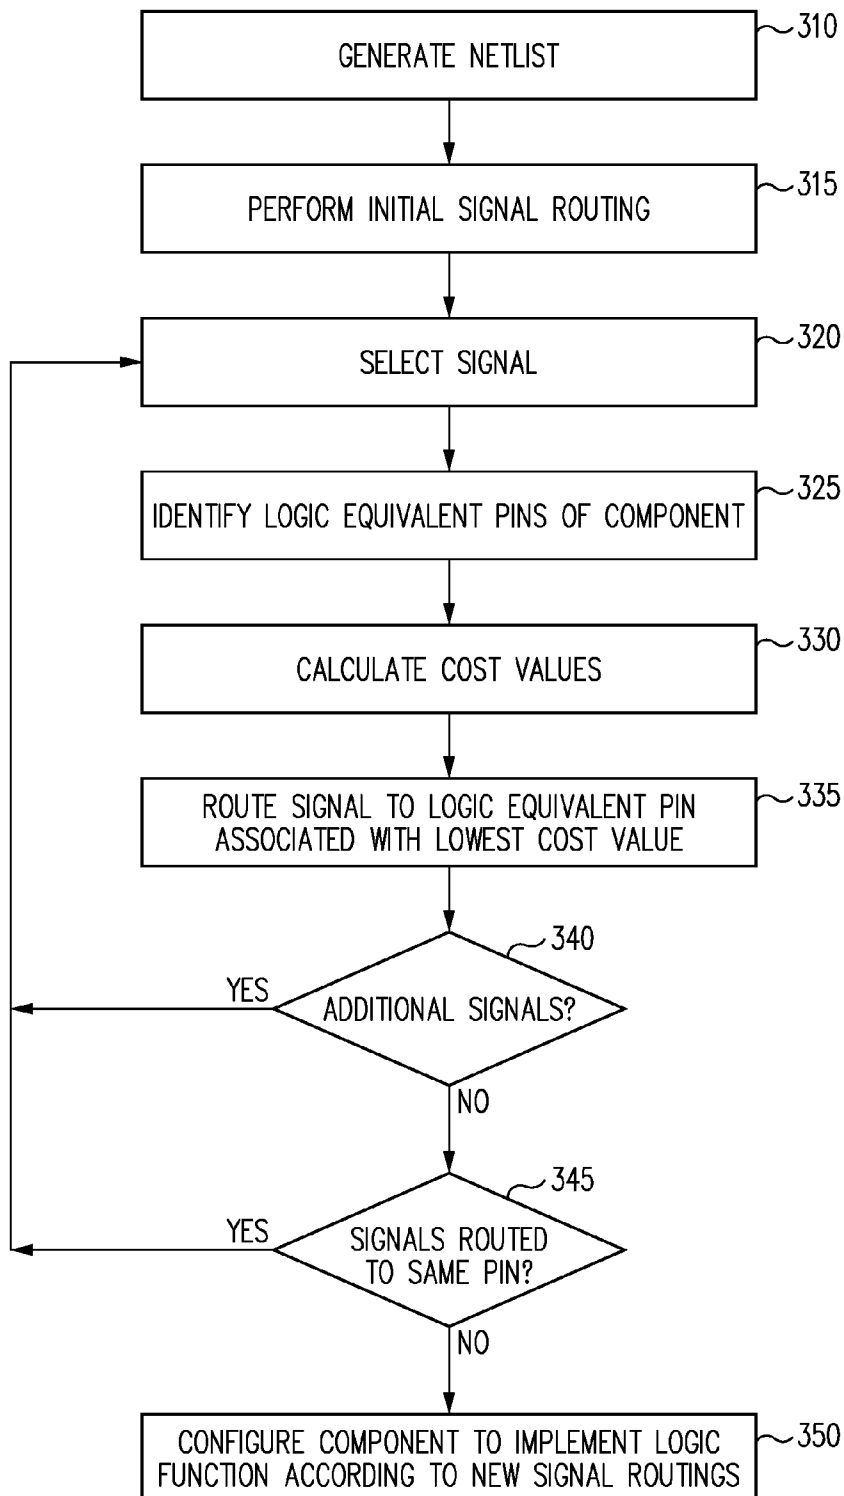 310
GENERATE NETLIST
315
PERFORM INITIAL SIGNAL ROUTING
320
SELECT SIGNAL
325
IDENTIFY LOGIC EQUIVALENT PINS OF COMPONENT
330
CALCULATE COST VALUES
335
ROUTE SIGNAL TO LOGIC EQUIVALENT PIN
ASSOCIATED WITH LOWEST COST VALUE
340
YES
ADDITIONAL SIGNALS?
NO
345
YES
SIGNALS ROUTED
TO SAME PIN?
NO
350
CONFIGURE COMPONENT TO IMPLEMENT LOGIC
FUNCTION ACCORDING TO NEW SIGNAL ROUTINGS